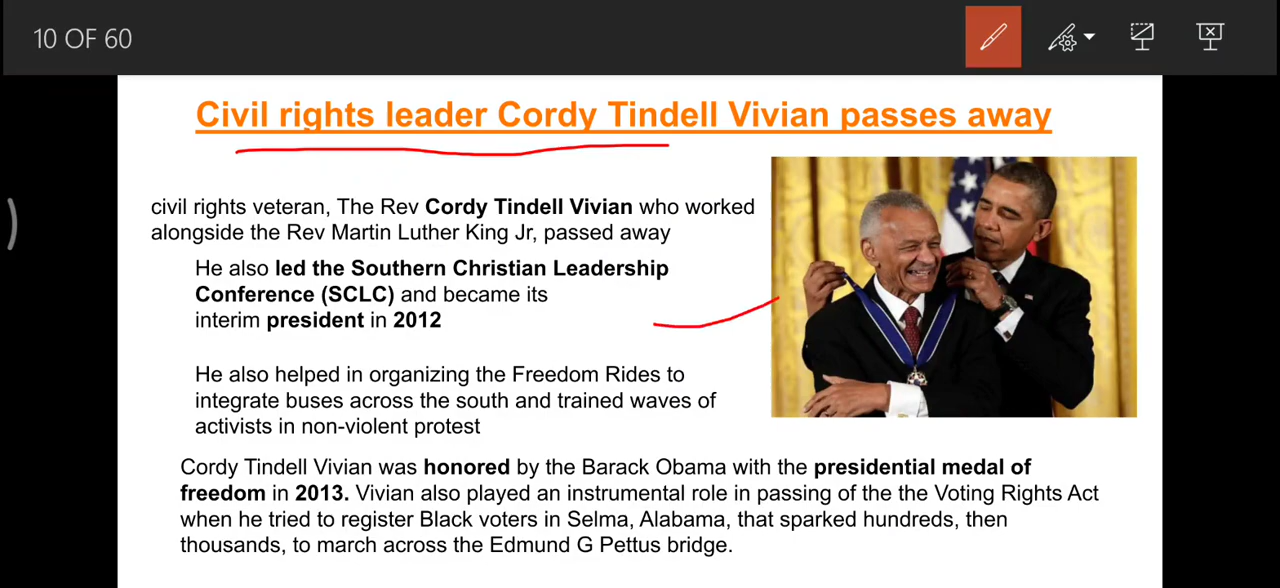 10 OF 60
Civil rights leader Cordy Tindell Vivian passes away
civil rights veteran, The Rev Cordy Tindell Vivian who worked
alongside the Rev Martin Luther King Jr, passed away
He also led the Southern Christian Leadership
Conference (SCLC) and became its
interim president in 2012
He also helped in organizing the Freedom Rides to
integrate buses across the south and trained waves of
activists in non-violent protest
Cordy Tindell Vivian was honored by the Barack Obama with the presidential medal of
freedom in 2013. Vivian also played an instrumental role in passing of the the Voting Rights Act
when he tried to register Black voters in Selma, Alabama, that sparked hundreds, then
thousands, to march across the Edmund G Pettus bridge.